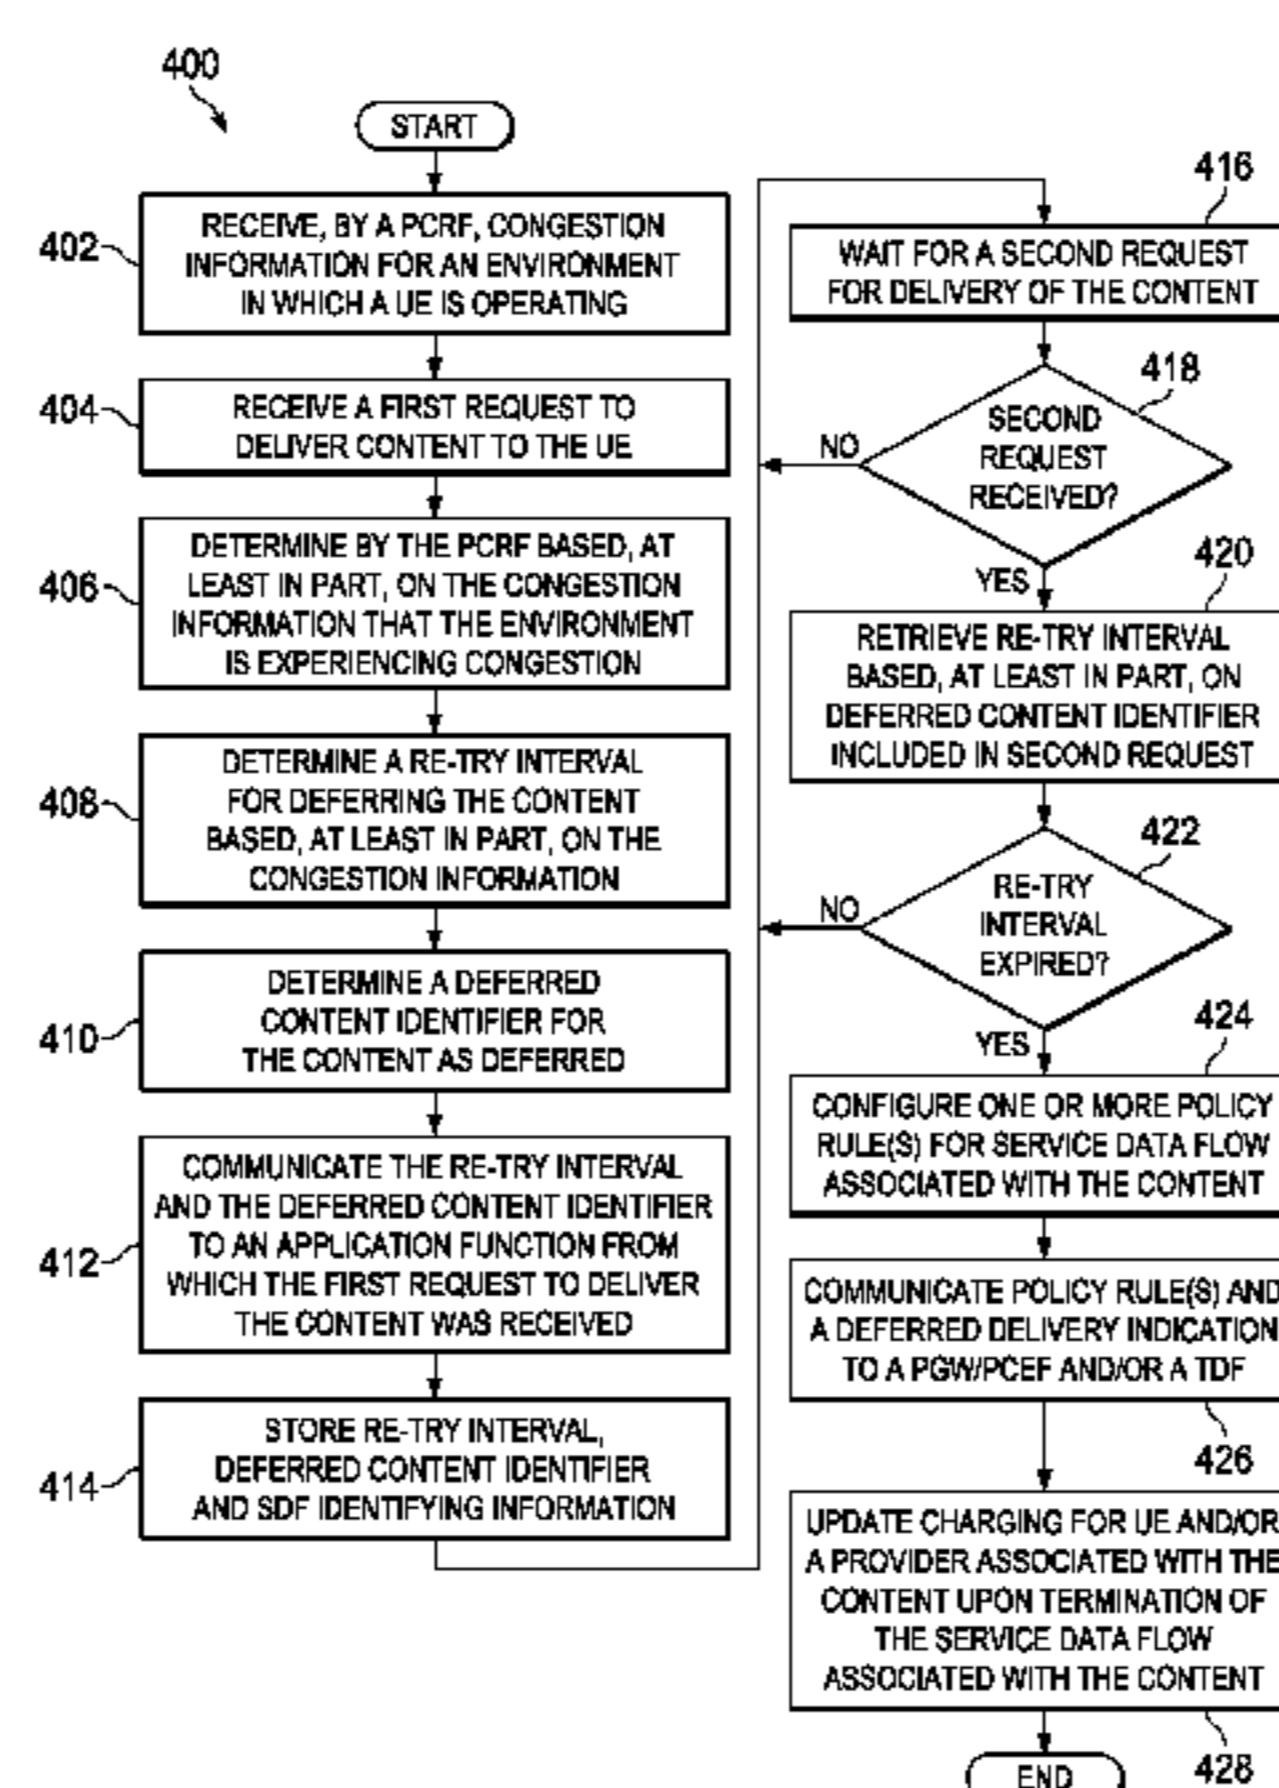 400
START
402
RECEIVE, BY A PCRF, CONGESTION
INFORMATION FOR AN ENVIRONMENT
IN WHICH A UE IS OPERATING
404
RECEIVE A FIRST REQUEST TO
DELIVER CONTENT TO THE UE
406
DETERMINE BY THE PCRF BASED, AT
LEAST IN PART, ON THE CONGESTION
INFORMATION THAT THE ENVIRONMENT
IS EXPERIENCING CONGESTION
408
DETERMINE A RE-TRY INTERVAL
FOR DEFERRING THE CONTENT
BASED, AT LEAST IN PART, ON THE
CONGESTION INFORMATION
410
DETERMINE A DEFERRED
CONTENT IDENTIFIER FOR
THE CONTENT AS DEFERRED
412
COMMUNICATE THE RE-TRY INTERVAL
AND THE DEFERRED CONTENT IDENTIFIER
TO AN APPLICATION FUNCTION FROM
WHICH THE FIRST REQUEST TO DELIVER
THE CONTENT WAS RECEIVED
414
STORE RE-TRY INTERVAL,
DEFERRED CONTENT IDENTIFIER
AND SDF IDENTIFYING INFORMATION
416
WAIT FOR A SECOND REQUEST
FOR DELIVERY OF THE CONTENT
418
SECOND
REQUEST
RECEIVED?
NO
YES
420
RETRIEVE RE-TRY INTERVAL
BASED, AT LEAST IN PART, ON
DEFERRED CONTENT IDENTIFIER
INCLUDED IN SECOND REQUEST
422
RE-TRY
INTERVAL
EXPIRED?
NO
YES
424
CONFIGURE ONE OR MORE POLICY
RULE(S) FOR SERVICE DATA FLOW
ASSOCIATED WITH THE CONTENT
COMMUNICATE POLICY RULE(S) AND
A DEFERRED DELIVERY INDICATION
TO A PGW/PCEF AND/OR A TDF
426
UPDATE CHARGING FOR UE AND/OR
A PROVIDER ASSOCIATED WITH THE
CONTENT UPON TERMINATION OF
THE SERVICE DATA FLOW
ASSOCIATED WITH THE CONTENT
428
END